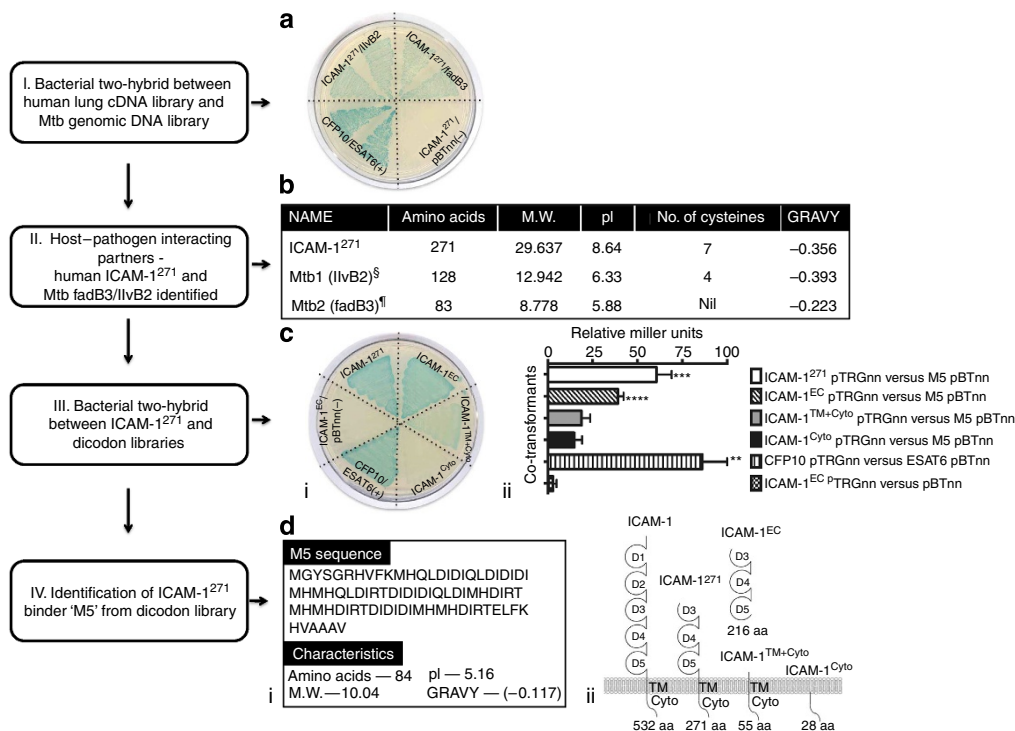 I. Bacterial two-hybrid between
human lung cDNA library and
Mtb genomic DNA library
a
ICAM-1²⁷¹/IlvB2
ICAM-1²⁷¹/fadB3
CFP10/ESAT6(+)
ICAM-1²⁷¹/
pBTnn(–)
II. Host–pathogen interacting
partners -
human ICAM-1²⁷¹ and
Mtb fadB3/IlvB2 identified
b
NAME Amino acids M.W. pI No. of cysteines GRAVY
ICAM-1²⁷¹ 271 29.637 8.64 7 –0.356
Mtb1 (IlvB2)§ 128 12.942 6.33 4 –0.393
Mtb2 (fadB3)¶ 83 8.778 5.88 Nil –0.223
III. Bacterial two-hybrid
between ICAM-1²⁷¹ and
dicodon libraries
c
i
ICAM-1²⁷¹
ICAM-1ᴱᶜ
ICAM-1ᴱᶜ/
pBTnn(–)
ICAM-1ᵀᴹ⁺ᶜʸᵗᵒ
CFP10/
ESAT6(+)
ICAM-1ᶜʸᵗᵒ
ii
Relative miller units
0 25 50 75 100
Co-transformants
***
****
**
ICAM-1²⁷¹ pTRGnn versus M5 pBTnn
ICAM-1ᴱᶜ pTRGnn versus M5 pBTnn
ICAM-1ᵀᴹ⁺ᶜʸᵗᵒ pTRGnn versus M5 pBTnn
ICAM-1ᶜʸᵗᵒ pTRGnn versus M5 pBTnn
CFP10 pTRGnn versus ESAT6 pBTnn
ICAM-1ᴱᶜ ᵖTRGnn versus pBTnn
IV. Identification of ICAM-1²⁷¹
binder 'M5' from dicodon library
d
i
M5 sequence
MGYSGRHVFKMHQLDIDIQLDIDIDI
MHMHQLDIRTDIDIDIQLDIMHDIRT
MHMHDIRTDIDIDIMHMHDIRTELFK
HVAAAV
Characteristics
Amino acids — 84 pI — 5.16
M.W.—10.04 GRAVY — (-0.117)
ii
ICAM-1
D1
D2
D3
D4
D5
TM
Cyto
532 aa
ICAM-1²⁷¹
D3
D4
D5
TM
Cyto
271 aa
ICAM-1ᴱᶜ
D3
D4
D5
216 aa
ICAM-1ᵀᴹ⁺ᶜʸᵗᵒ
TM
Cyto
55 aa
ICAM-1ᶜʸᵗᵒ
28 aa